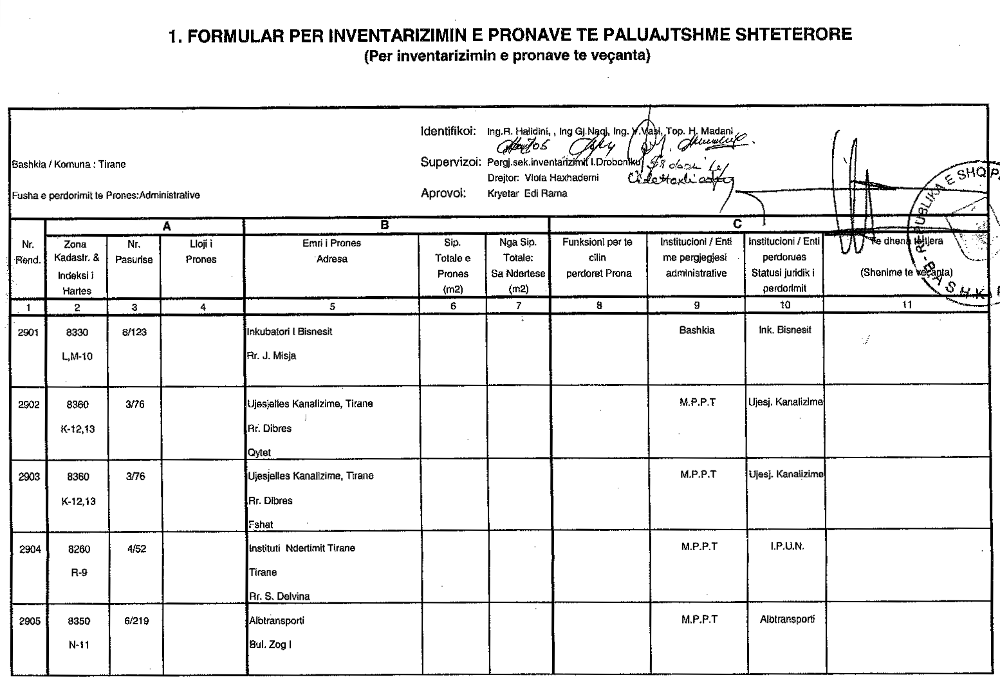 1. FORMULAR PER INVENTARIZIMIN E PRONAVE TE PALUAJTSHME SHTETERORE
(Per inventarizimin e pronave te veçanta)
Identifikoi: Ing.R. Halidini, , Ing Gj.Naqi, Ing. V.Vasi, Top. H. Madani
Bashkia / Komuna : Tirane
Supervizoi: Pergj.sek.inventarizimit I.Droboniku
Drejtor: Viola Haxhademi
Fusha e perdorimit te Prones:Administrative
Aprovoi: Kryetar Edi Rama
REPUBLIKA E SHQIP
BASHKI
A B C
Nr. Rend.
Zona Kadastr. & Indeksi i Hartes
Nr. Pasurise
Lloji i Prones
Emri i Prones Adresa
Sip. Totale e Prones (m2)
Nga Sip. Totale: Sa Ndertese (m2)
Funksioni per te cilin perdoret Prona
Institucioni / Enti me pergjegjesi administrative
Institucioni / Enti perdorues Statusi juridik i perdorimit
Te dhena te tjera (Shenime te veçanta)
1 2 3 4 5 6 7 8 9 10 11
2901 8330 8/123 Inkubatori I Bisnesit Bashkia Ink. Bisnesit
L,M-10 Rr. J. Misja
2902 8360 3/76 Ujesjelles Kanalizime, Tirane M.P.P.T Ujesj. Kanalizime
K-12,13 Rr. Dibres
Qytet
2903 8360 3/76 Ujesjelles Kanalizime, Tirane M.P.P.T Ujesj. Kanalizime
K-12,13 Rr. Dibres
Fshat
2904 8260 4/52 Instituti Ndertimit Tirane M.P.P.T I.P.U.N.
R-9 Tirane
Rr. S. Delvina
2905 8350 6/219 Albtransporti M.P.P.T Albtransporti
N-11 Bul. Zog I